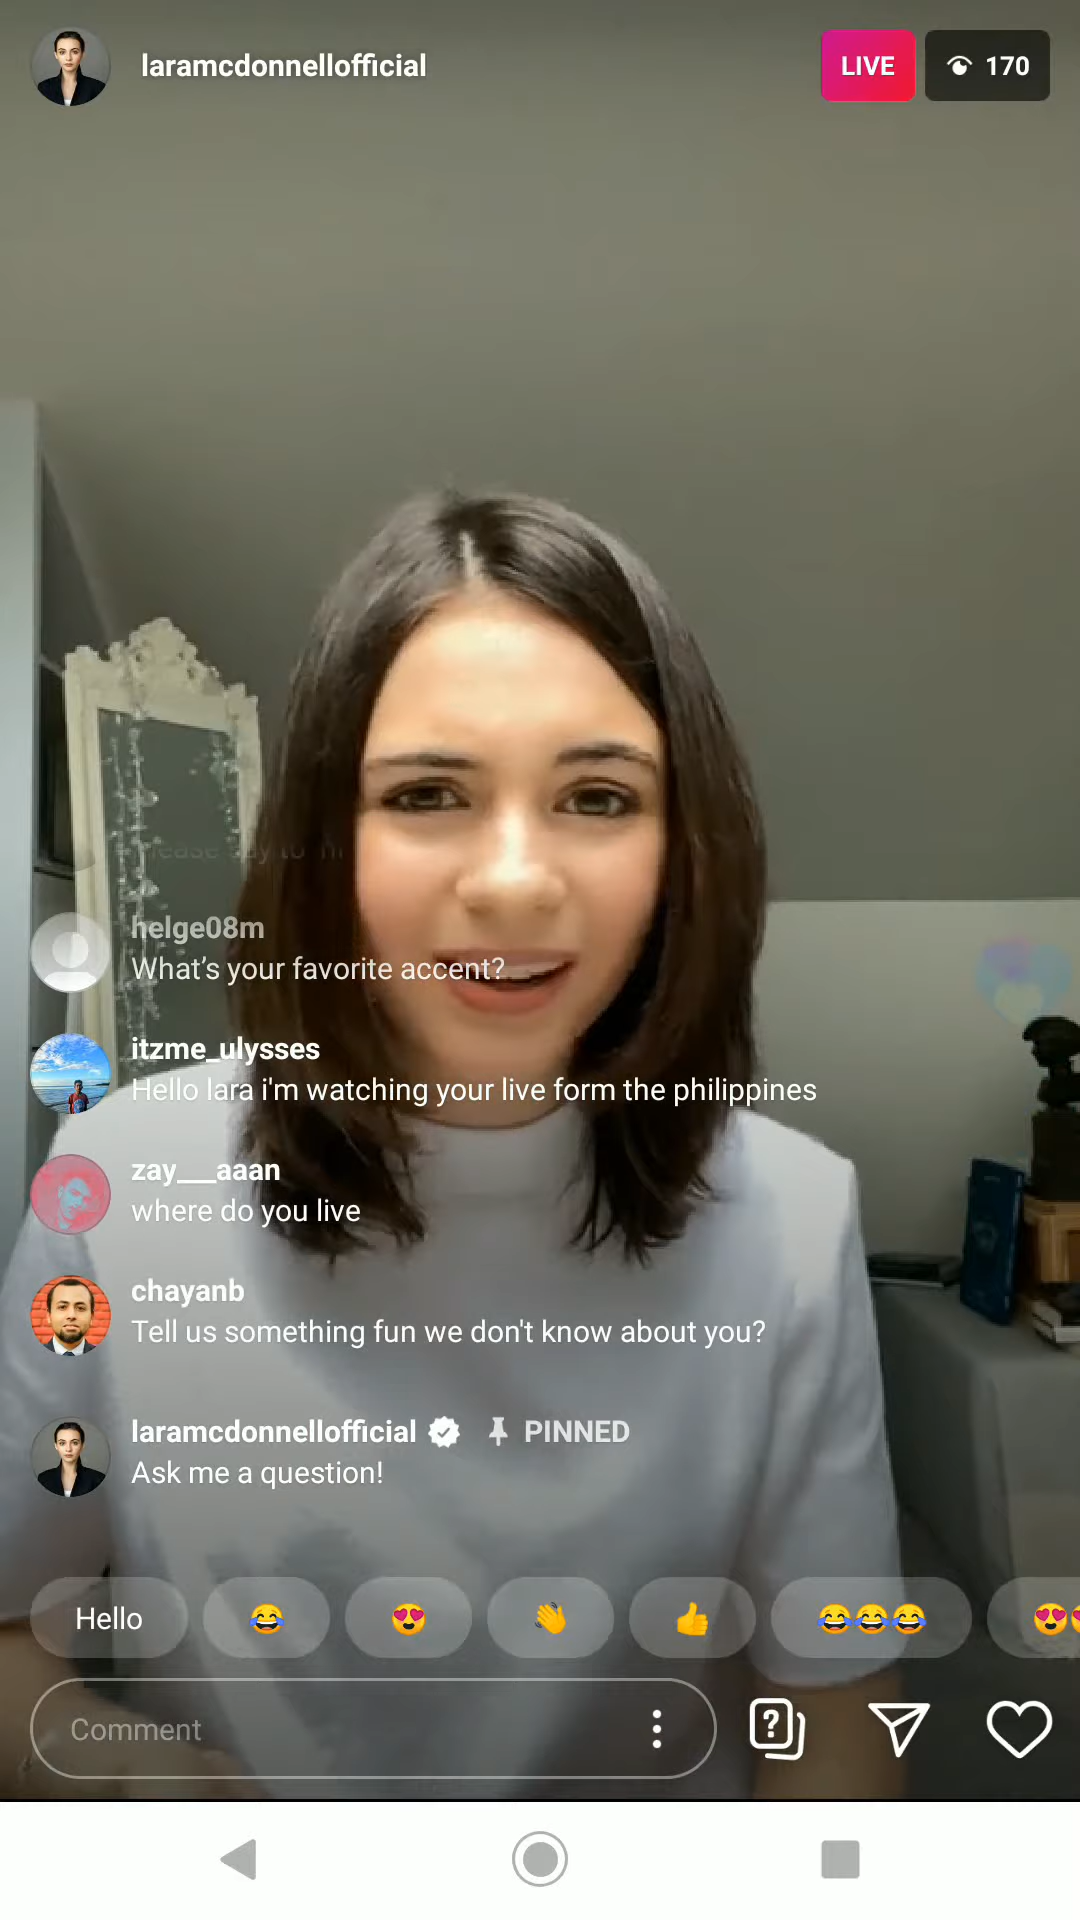 laramcdonnellofficial
LIVE
170
helge08m
What's your favorite accent?
itzme_ulysses
Hello lara i'm watching your live form the philippines
zay___aaan
where do you live
chayanb
Tell us something fun we don't know about you?
laramcdonnellofficial PINNED
Ask me a question!
Hello
Comment